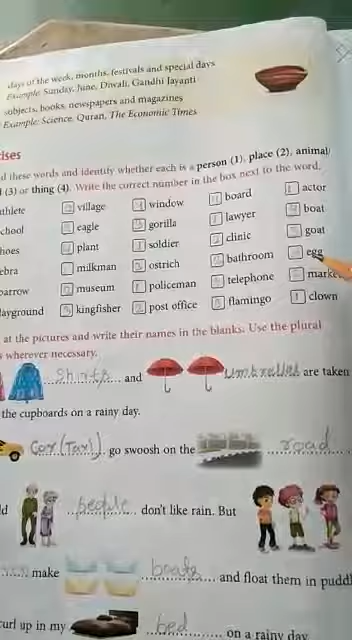 days of the week, months, festivals and special days
Example: Sunday, June, Diwali, Gandhi Jayanti
subjects, books, newspapers and magazines
Example: Science, Quran, The Economic Times
ises
d these words and identify whether each is a person (1), place (2), animal
(3) or thing (4). Write the correct number in the box next to the word.
thlete village window board actor
chool eagle gorilla lawyer boat
hoes plant soldier clinic goat
ebra milkman ostrich bathroom egg
arrow museum policeman telephone marke
layground kingfisher post office flamingo clown
at the pictures and write their names in the blanks. Use the plural
s wherever necessary.
Shirts and umbrellas are taken
the cupboards on a rainy day.
Car (Taxi) go swoosh on the road
d people don't like rain. But
make boats and float them in puddl
curl up in my bed on a rainy day